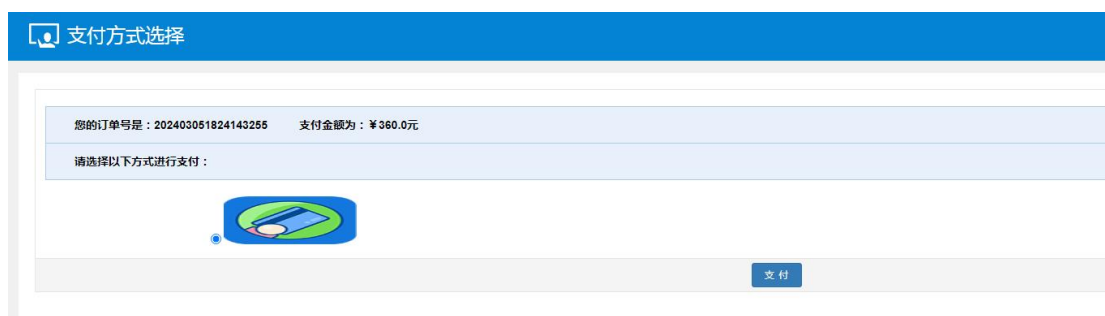 支付方式选择
您的订单号是：202403051824143255 支付金额为：￥360.0元
请选择以下方式进行支付：
支付